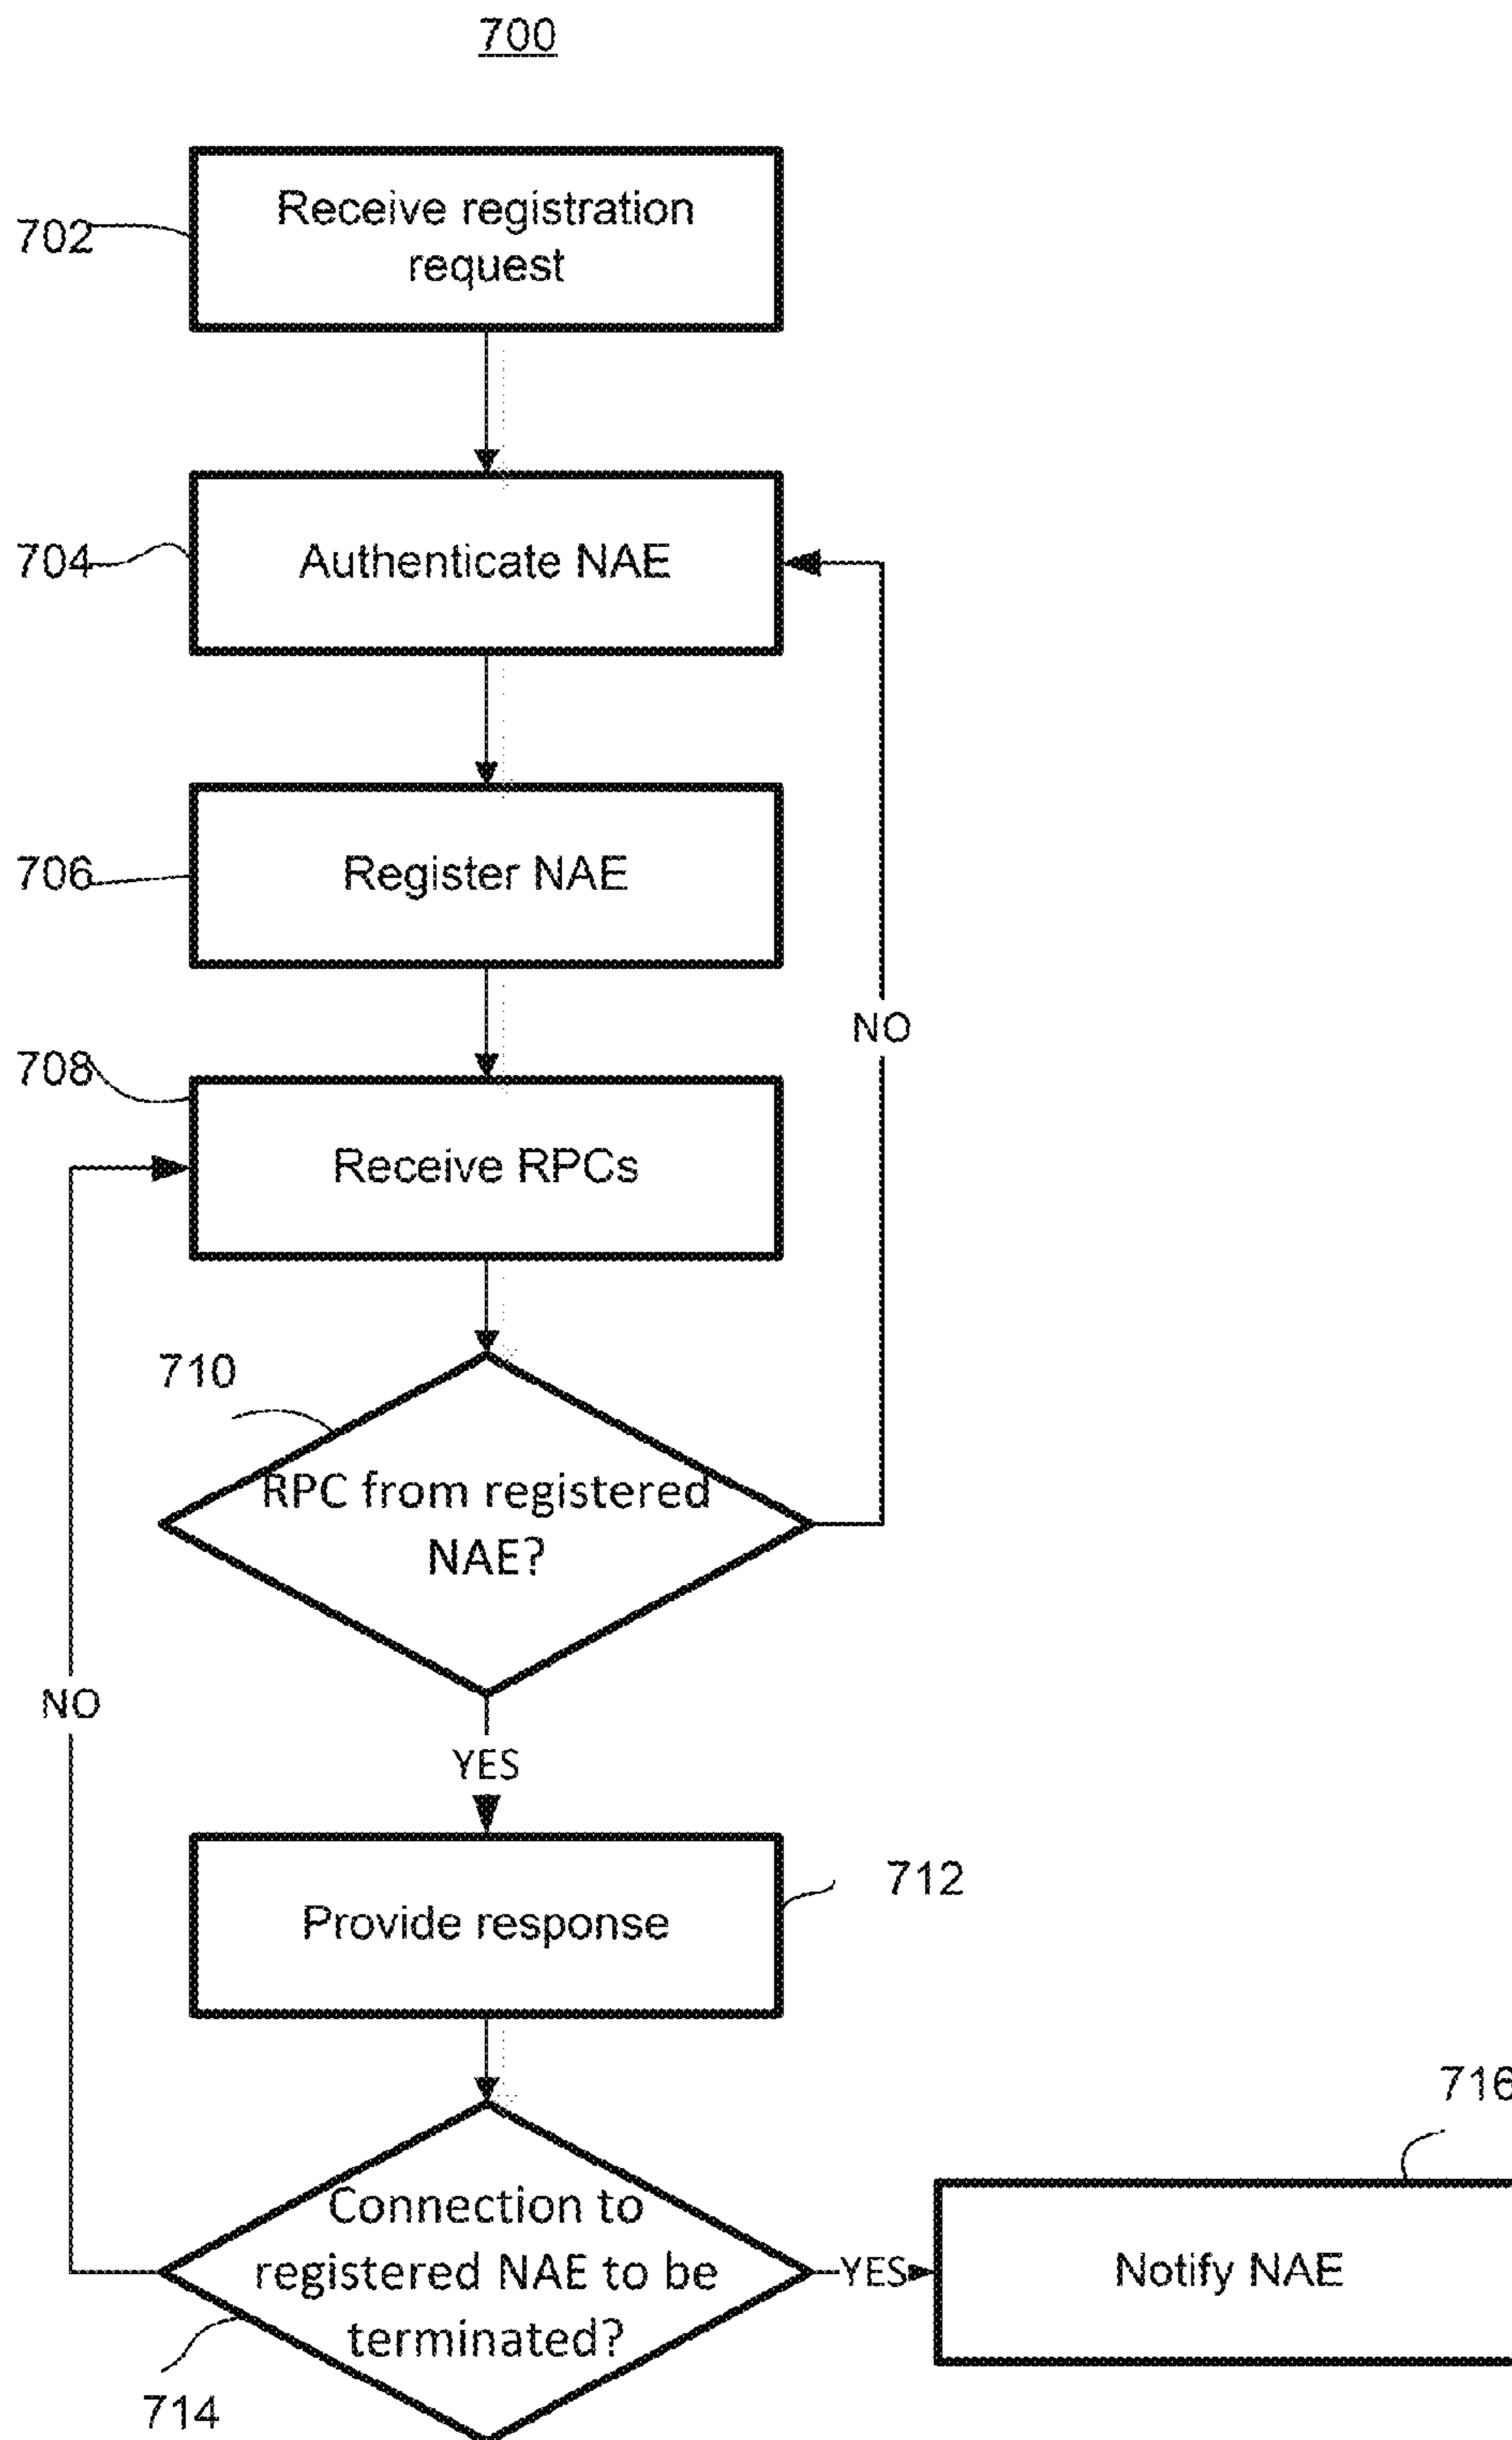 700
702
Receive registration
request
704
Authenticate NAE
706
Register NAE
NO
708
Receive RPCs
710
RPC from registered
NAE?
NO
YES
712
Provide response
716
Connection to
registered NAE to be
terminated?
YES
Notify NAE
714